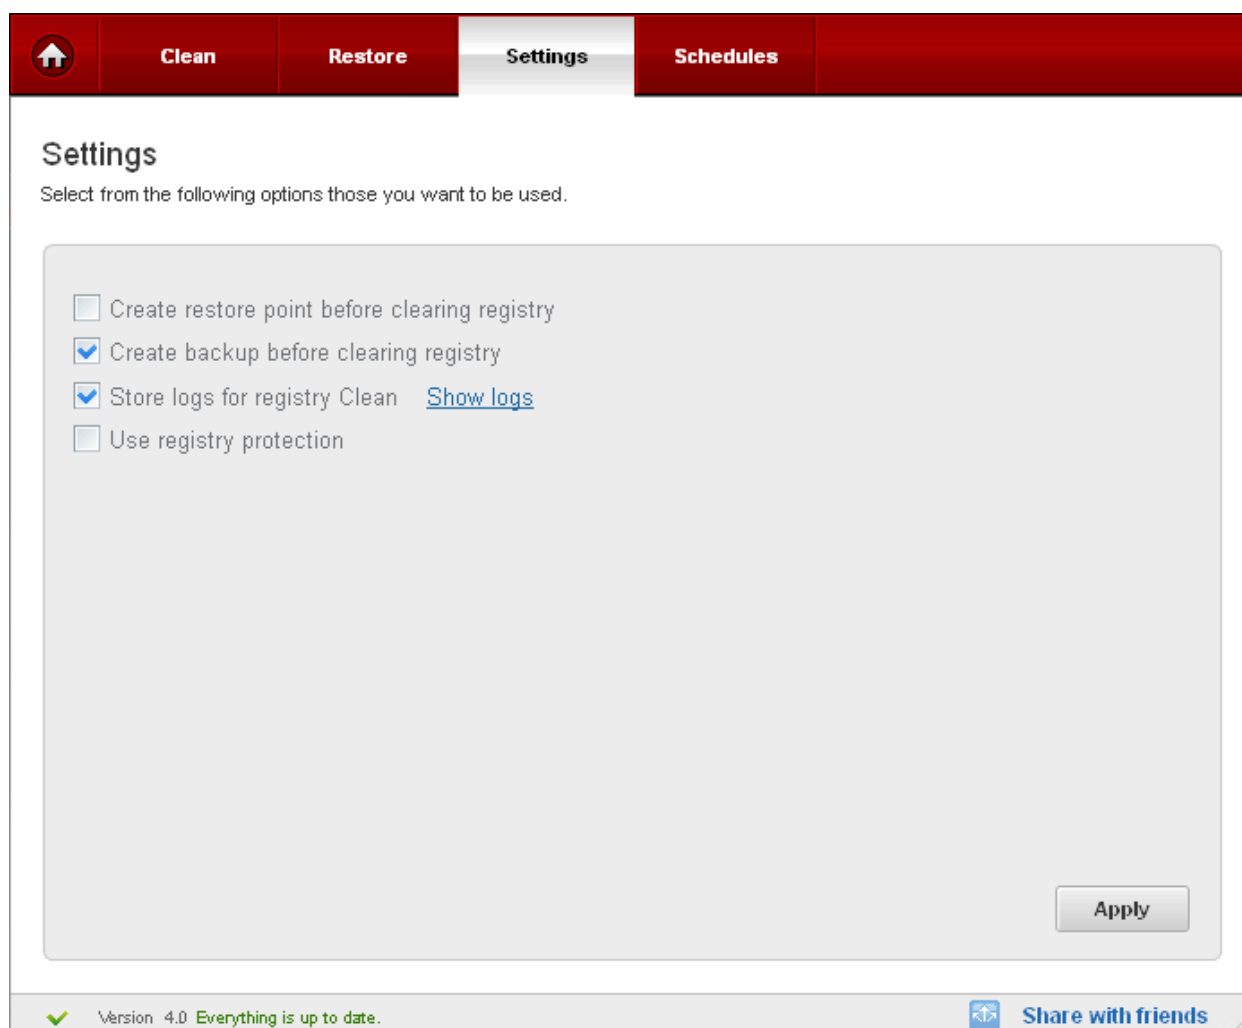 Clean Restore Settings Schedules
Settings
Select from the following options those you want to be used.
Create restore point before clearing registry
Create backup before clearing registry
Store logs for registry Clean Show logs
Use registry protection
Apply
Version 4.0 Everything is up to date. Share with friends